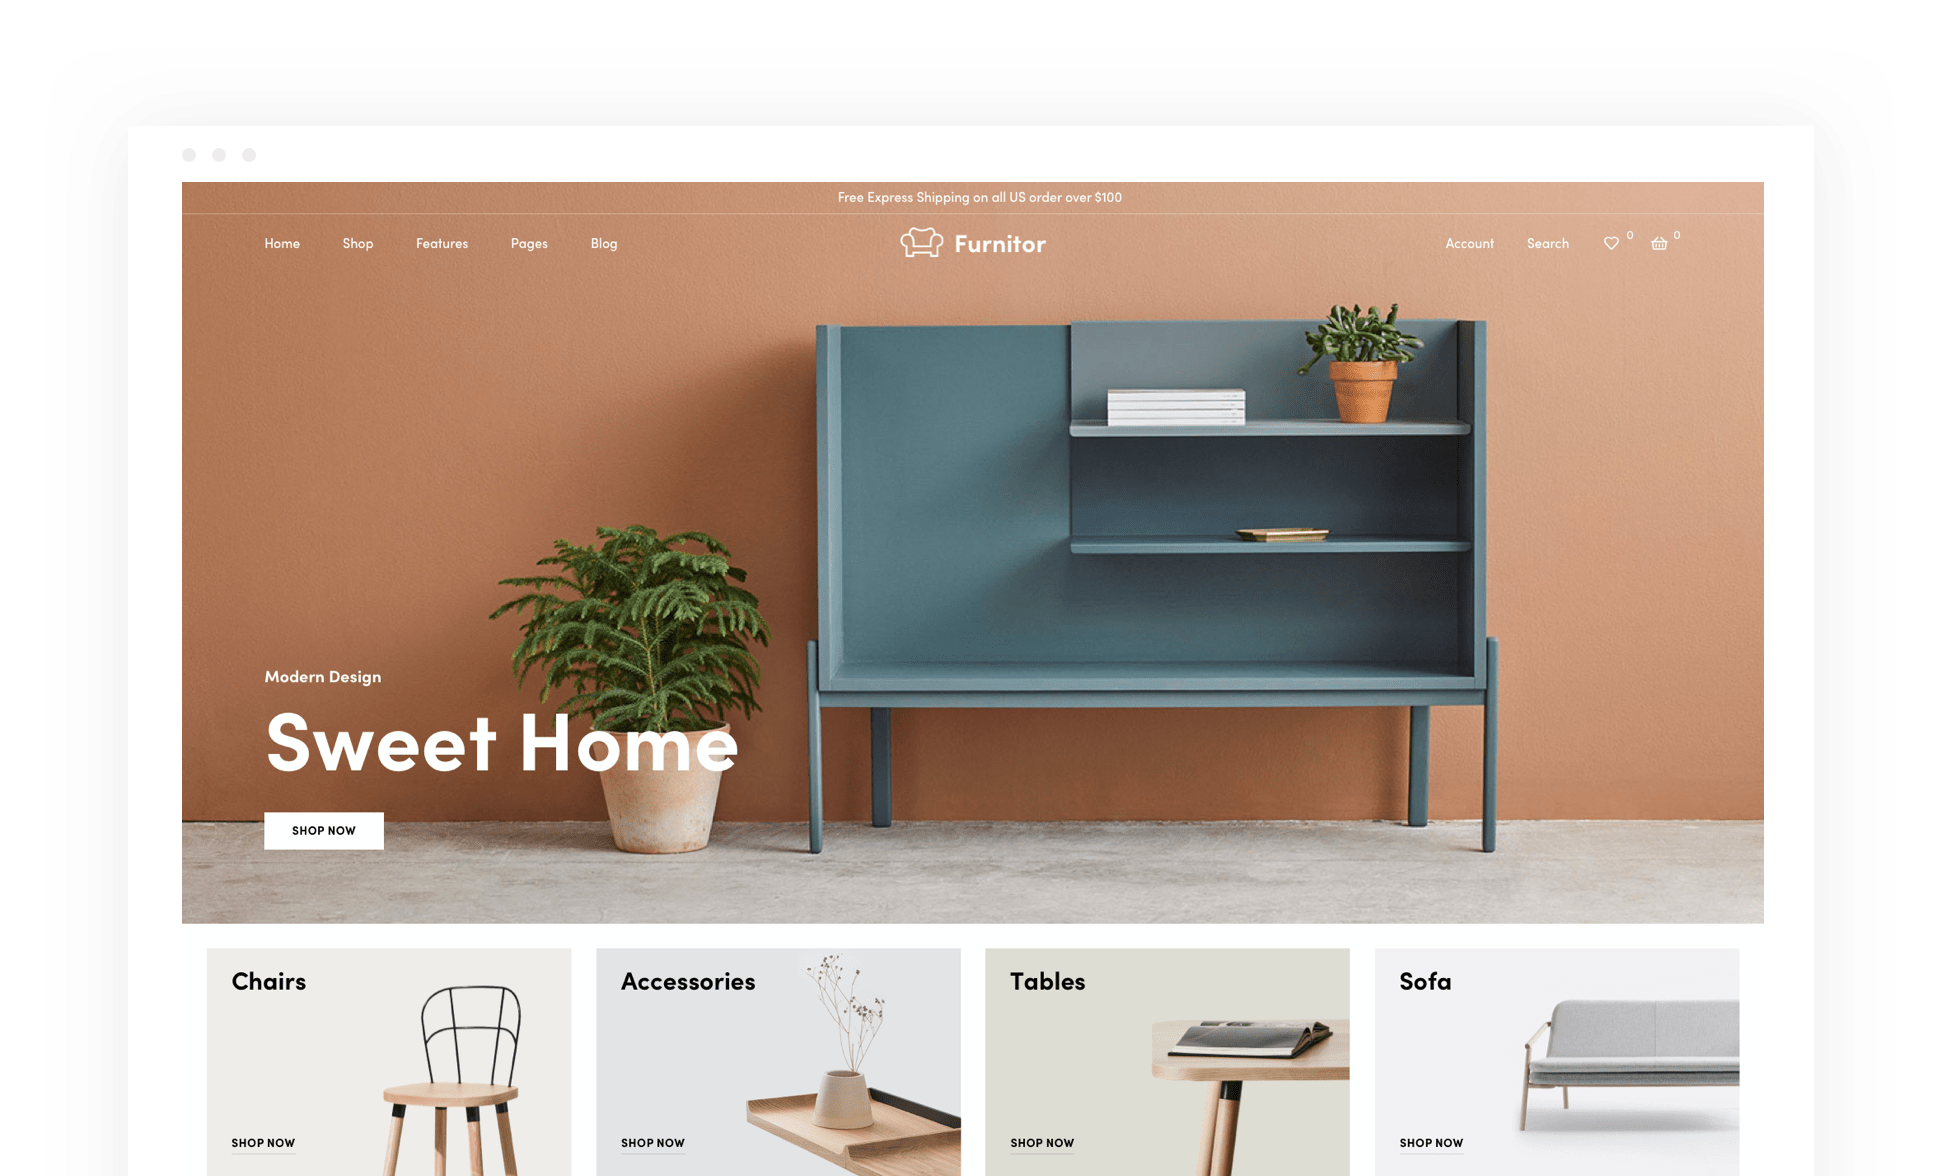 Free Express Shipping on all US order over $100
Home Shop Features Pages Blog Furnitor Account Search 0 0
Modern Design
Sweet Home
SHOP NOW
Chairs Accessories Tables Sofa
SHOP NOW SHOP NOW SHOP NOW SHOP NOW